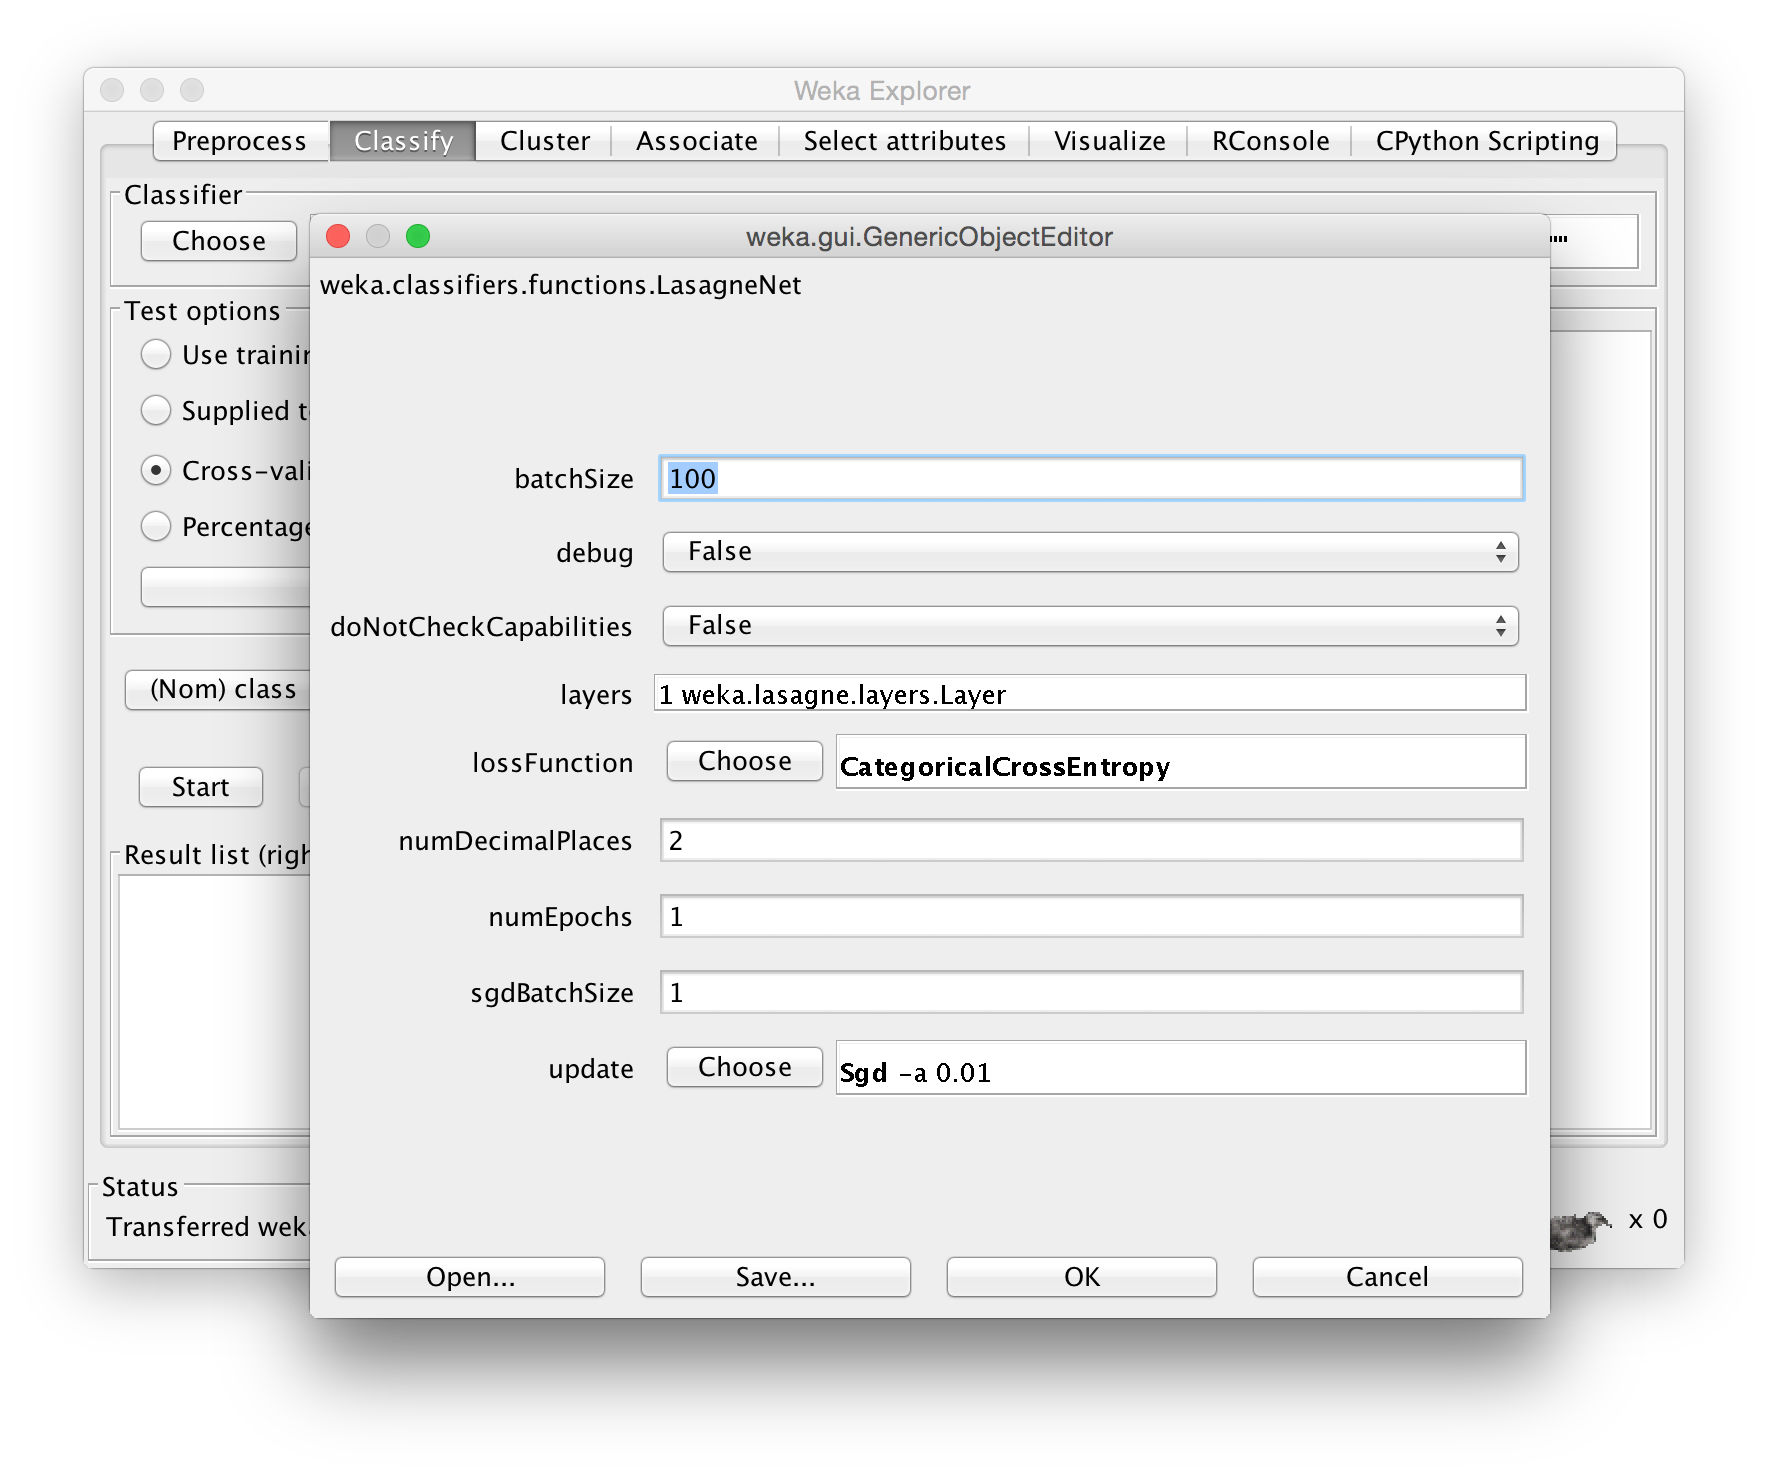 Weka Explorer
Preprocess Classify Cluster Associate Select attributes Visualize RConsole CPython Scripting
Classifier
Choose
weka.gui.GenericObjectEditor
weka.classifiers.functions.LasagneNet
Test options
Use
Supplied
Cross-vali
Percentage
(Nom) class
Start
Result list
Status
Transferred
x 0
batchSize 100
debug False
doNotCheckCapabilities False
layers 1 weka.lasagne.layers.Layer
lossFunction Choose CategoricalCrossEntropy
numDecimalPlaces 2
numEpochs 1
sgdBatchSize 1
update Choose Sgd -a 0.01
Open... Save... OK Cancel